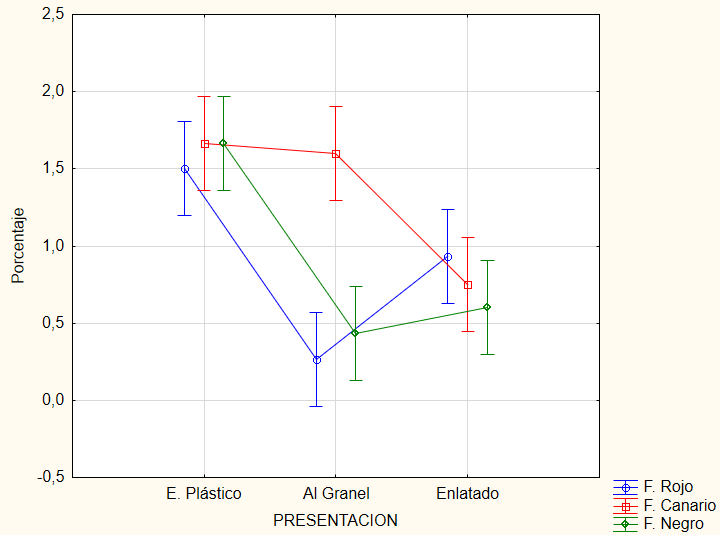 2,5
2,0
1,5
1,0
0,5
0,0
-0,5
Porcentaje
E. Plástico Al Granel Enlatado
PRESENTACION
F. Rojo
F. Canario
F. Negro